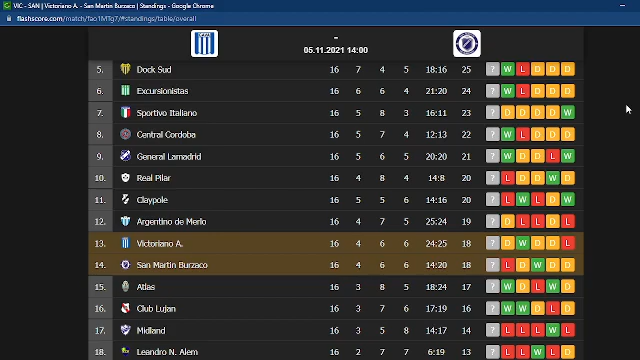 VIC - SAN | Victoriano A. - San Martin Burzaco | Standings - Google Chrome
flashscore.com/match/fao1MTg7/#standings/table/overall
-
05.11.2021 14:00
5. Dock Sud 16 7 4 5 18:16 25 ? W L D D D
6. Excursionistas 16 6 6 4 21:20 24 ? W L D D D
7. Sportivo Italiano 16 5 8 3 16:11 23 ? D D D D W
8. Central Cordoba 16 5 7 4 12:13 22 ? W L D D D
9. General Lamadrid 16 5 6 5 20:20 21 ? W D D L W
10. Real Pilar 16 4 8 4 14:8 20 ? L D D W D
11. Claypole 16 5 5 6 14:16 20 ? L W L D W
12. Argentino de Merlo 16 4 7 5 25:24 19 ? D L L D L
13. Victoriano A. 16 4 6 6 24:25 18 ? D W D D L
14. San Martin Burzaco 16 4 6 6 14:20 18 ? L D W D D
15. Atlas 16 3 8 5 18:24 17 ? W D L W D
16. Club Lujan 16 3 7 6 17:19 16 ? W W D L D
17. Midland 16 3 5 8 14:17 14 ? L L L W L
18. Leandro N. Alem 16 2 7 7 6:19 13 ? L L W L D